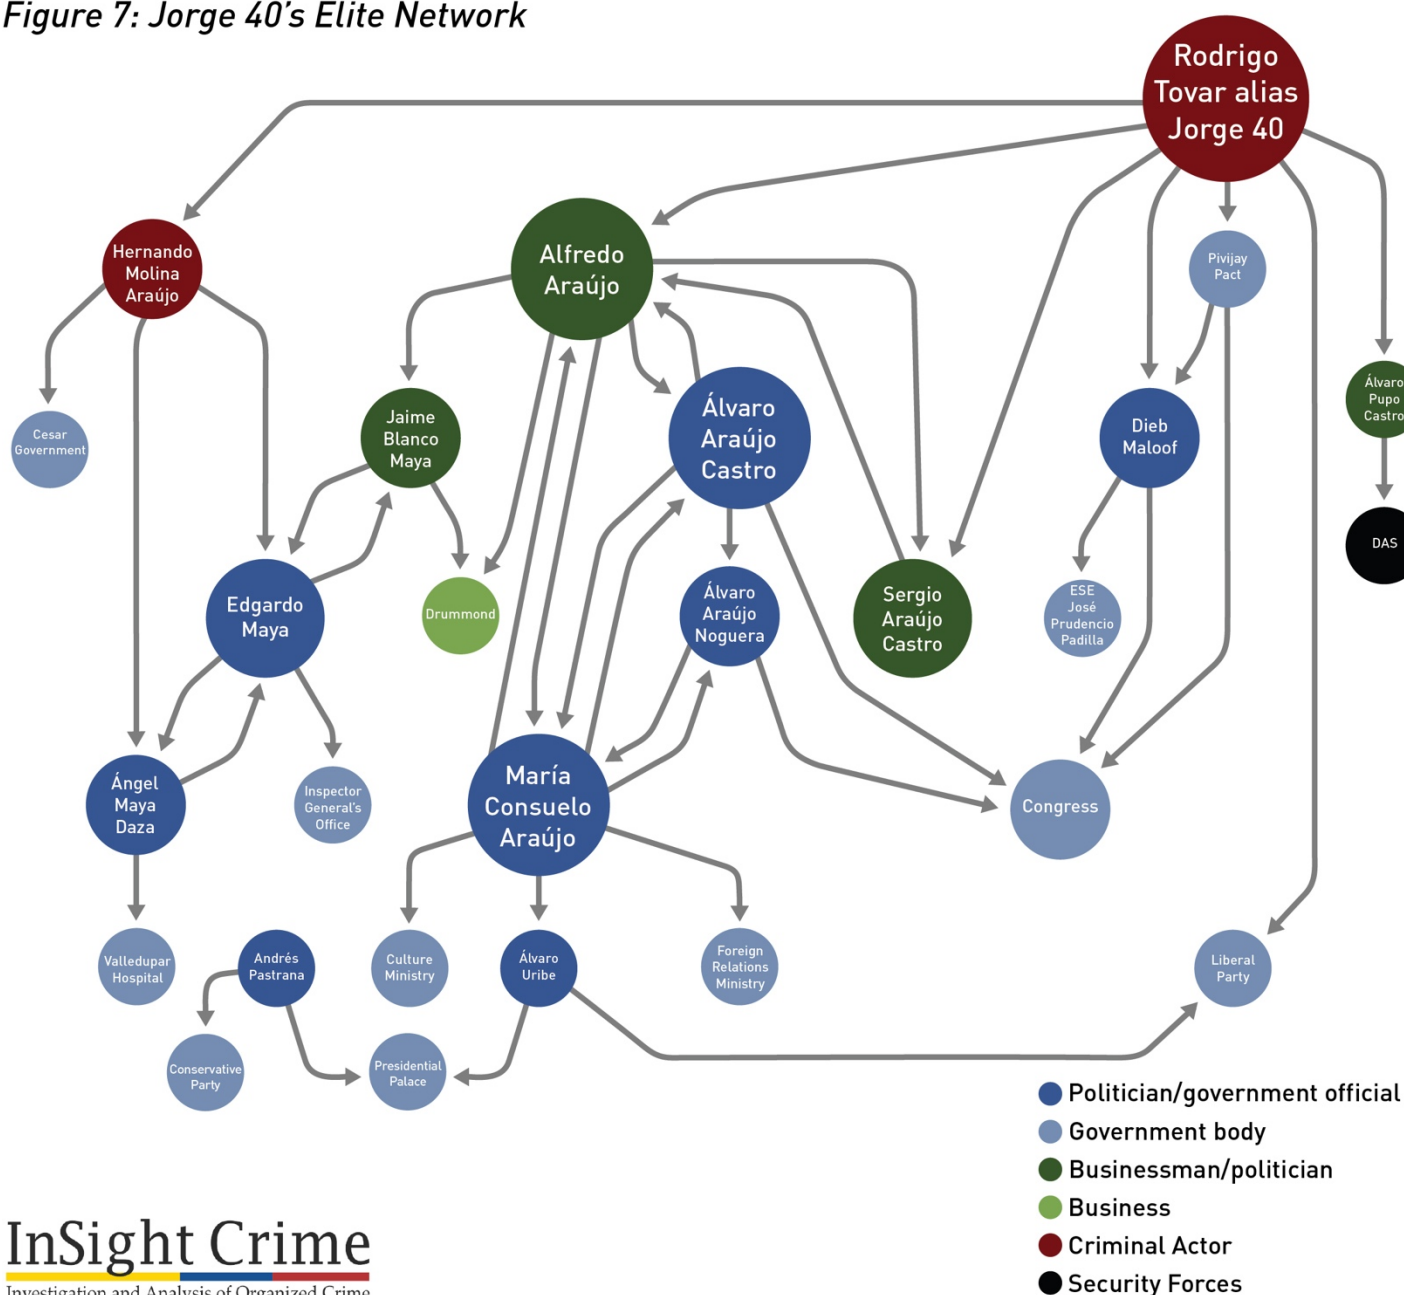 Figure 7: Jorge 40's Elite Network
Rodrigo
Tovar alias
Jorge 40
Hernando
Molina
Araújo
Alfredo
Araújo
Pivijay
Pact
Álvaro
Pupo
Castro
Cesar
Government
Jaime
Blanco
Maya
Álvaro
Araújo
Castro
Dieb
Maloof
DAS
Edgardo
Maya
Drummond
Álvaro
Araújo
Noguera
Sergio
Araújo
Castro
ESE
José
Prudencio
Padilla
Ángel
Maya
Daza
Inspector
General's
Office
María
Consuelo
Araújo
Congress
Valledupar
Hospital
Andrés
Pastrana
Culture
Ministry
Álvaro
Uribe
Foreign
Relations
Ministry
Liberal
Party
Conservative
Party
Presidential
Palace
Politician/government official
Government body
Businessman/politician
Business
Criminal Actor
Security Forces
InSight Crime
Investigation and Analysis of Organized Crime